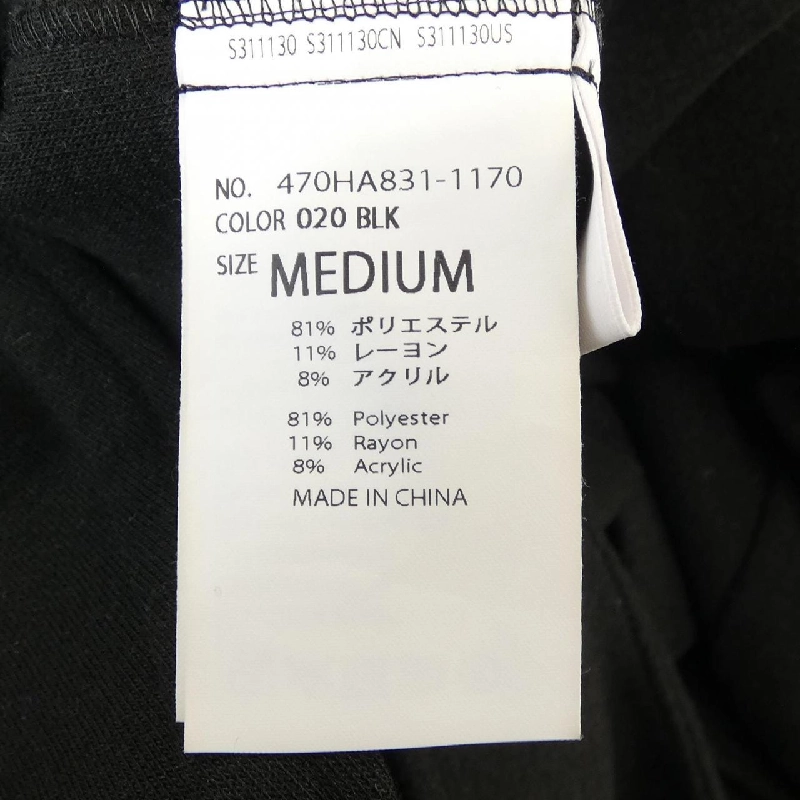 S311130 S311130CN S311130US
NO. 470HA831-1170
COLOR 020 BLK
SIZE MEDIUM
81% ポリエステル
11% レーヨン
8% アクリル
81% Polyester
11% Rayon
8% Acrylic
MADE IN CHINA